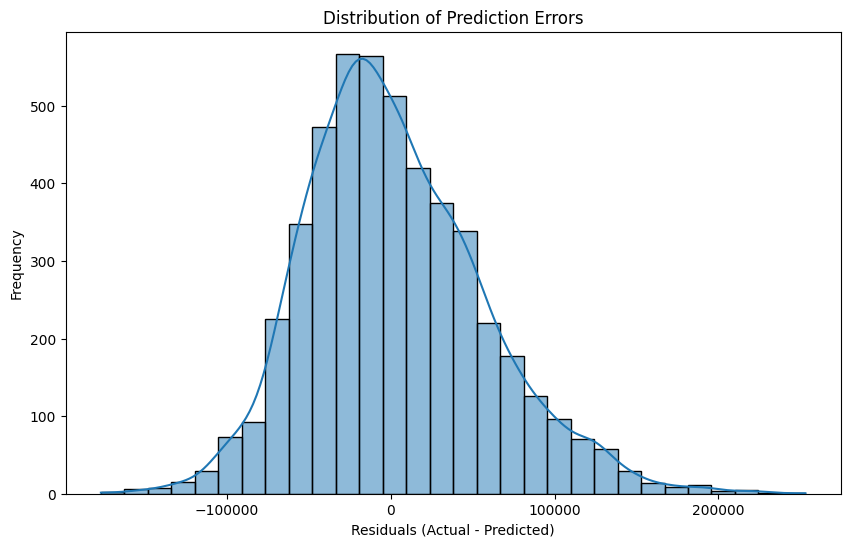 Distribution of Prediction Errors
500
400
300
200
100
0
Frequency
−100000 0 100000 200000
Residuals (Actual - Predicted)